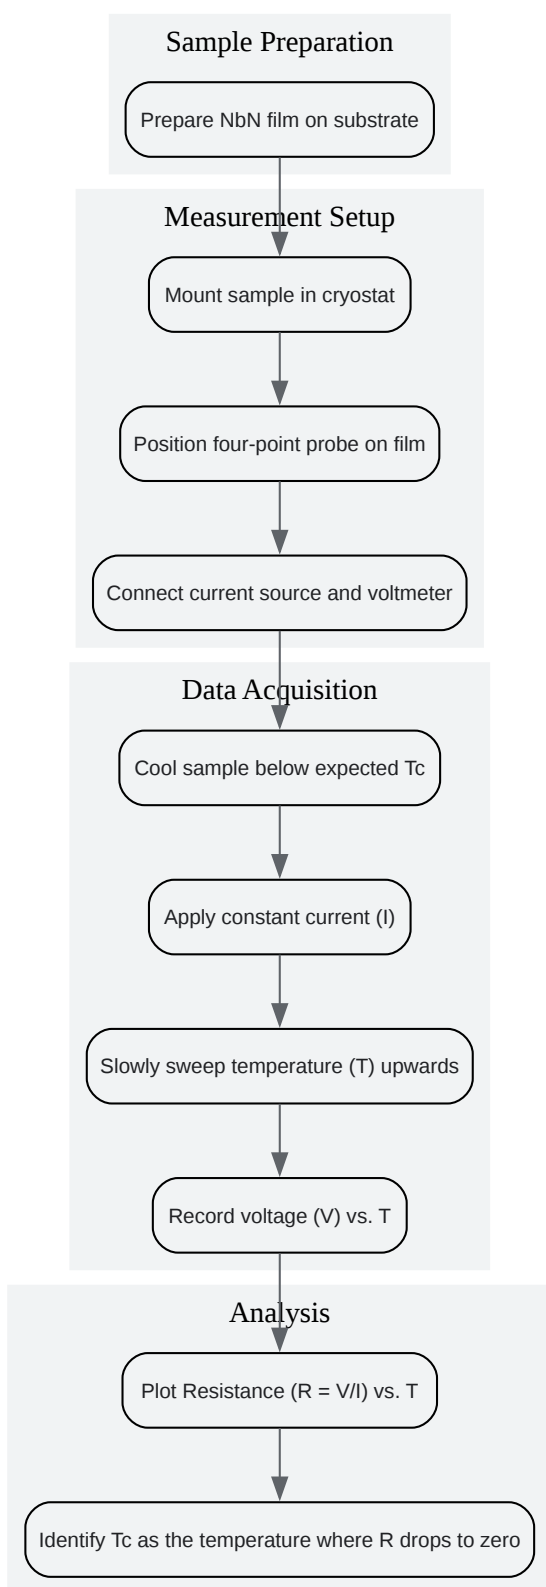 Sample Preparation
Prepare NbN film on substrate
Measurement Setup
Mount sample in cryostat
Position four-point probe on film
Connect current source and voltmeter
Data Acquisition
Cool sample below expected Tc
Apply constant current (I)
Slowly sweep temperature (T) upwards
Record voltage (V) vs. T
Analysis
Plot Resistance (R = V/I) vs. T
Identify Tc as the temperature where R drops to zero